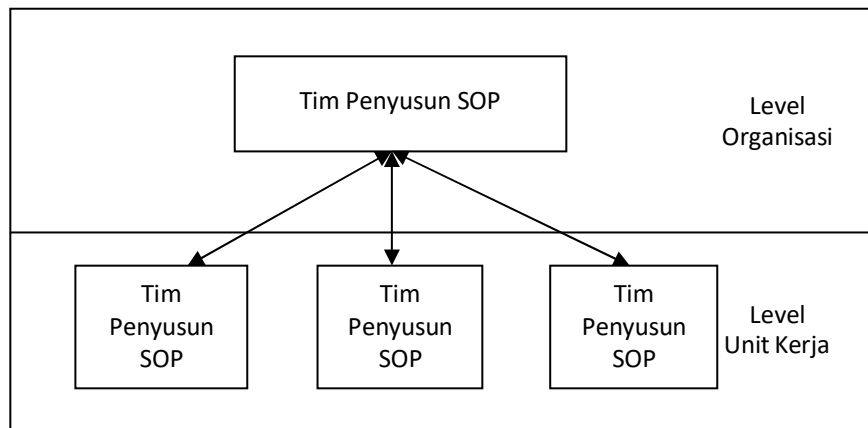 Tim Penyusun SOP
Level
Organisasi
Tim
Penyusun
SOP
Tim
Penyusun
SOP
Tim
Penyusun
SOP
Level
Unit Kerja